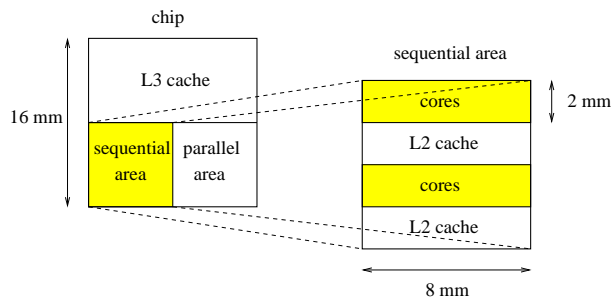 chip
L3 cache
16 mm
sequential
area
parallel
area
sequential area
cores
2 mm
L2 cache
cores
L2 cache
8 mm